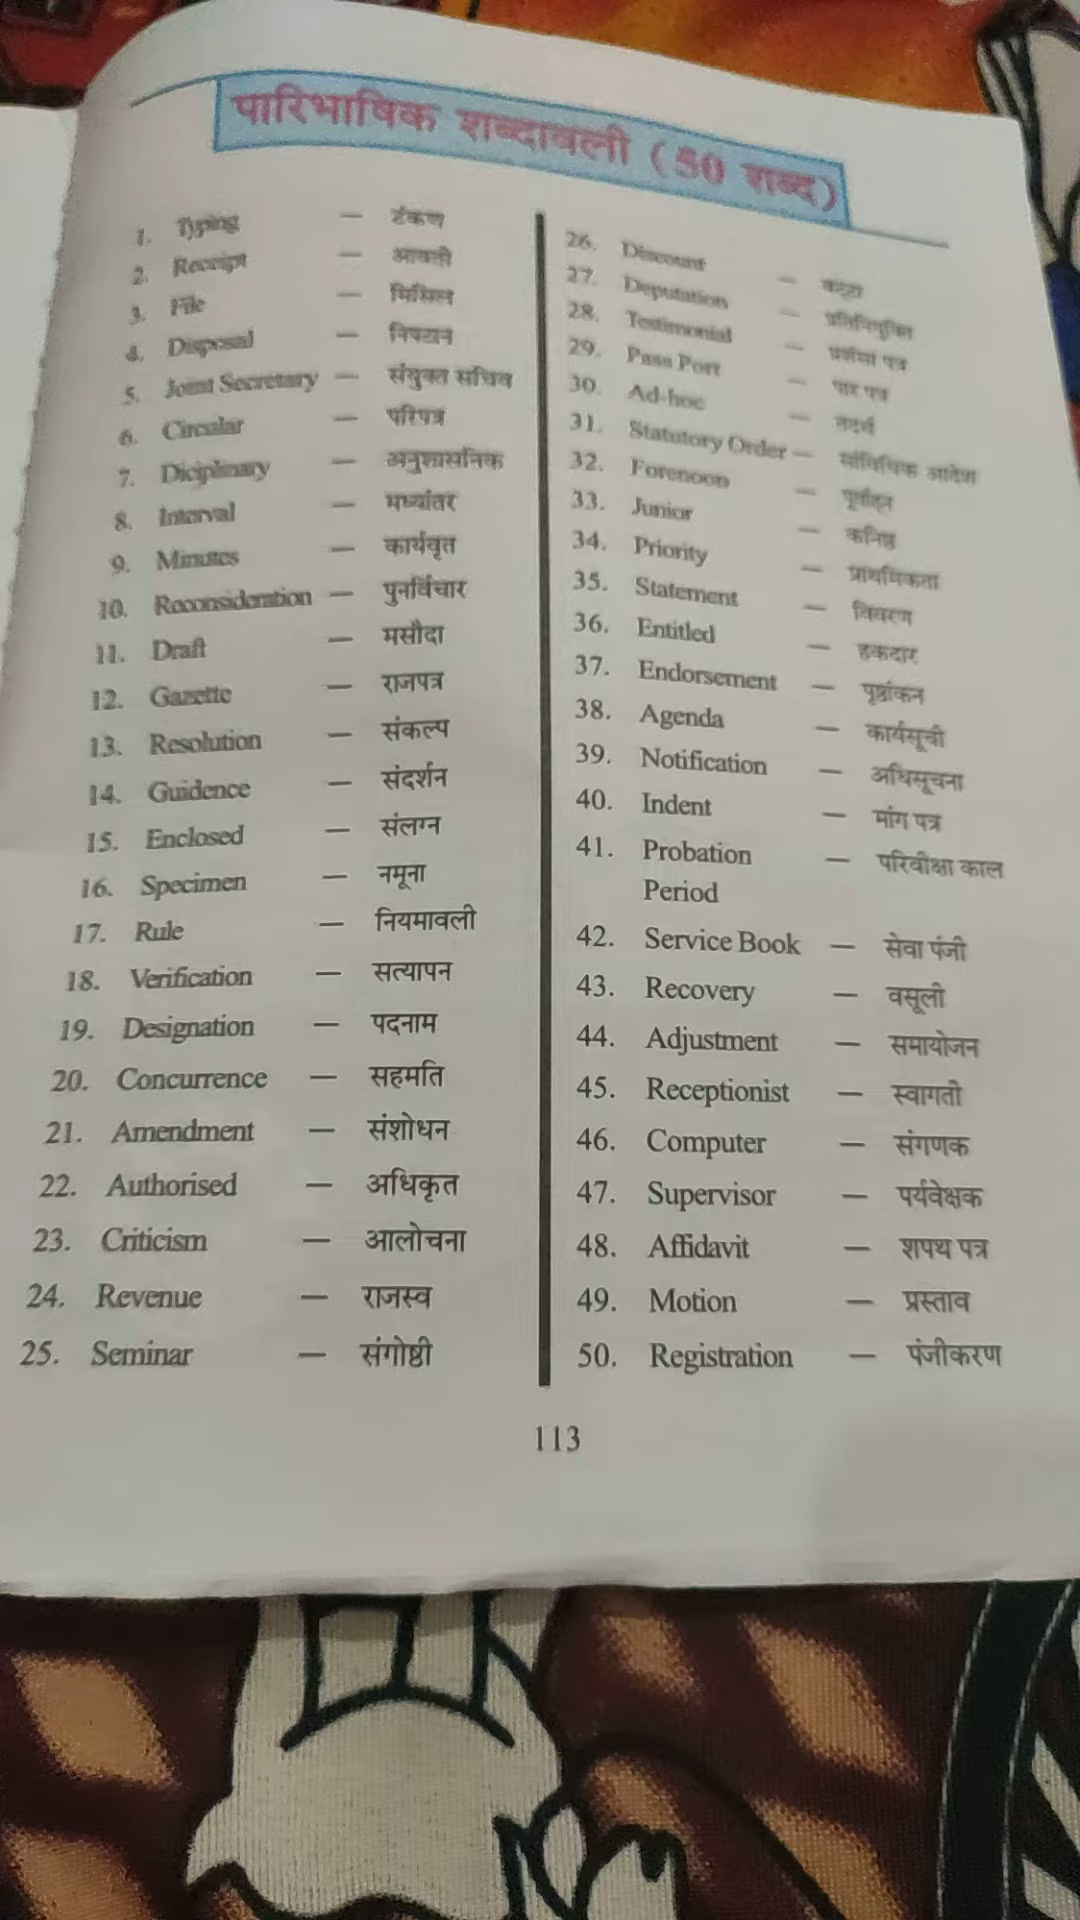 पारिभाषिक शब्दावली (50 शब्द)
1. Typing — टंकण
2. Receipt — आवती
3. File — मिसिल
4. Disposal — निपटान
5. Joint Secretary — संयुक्त सचिव
6. Circular — परिपत्र
7. Diciplinary — अनुशासनिक
8. Interval — मध्यांतर
9. Minutes — कार्यवृत
10. Reconsideration — पुनर्विचार
11. Draft — मसौदा
12. Gazette — राजपत्र
13. Resolution — संकल्प
14. Guidence — संदर्शन
15. Enclosed — संलग्न
16. Specimen — नमूना
17. Rule — नियमावली
18. Verification — सत्यापन
19. Designation — पदनाम
20. Concurrence — सहमति
21. Amendment — संशोधन
22. Authorised — अधिकृत
23. Criticism — आलोचना
24. Revenue — राजस्व
25. Seminar — संगोष्ठी
26. Discount — बट्टा
27. Deputation — प्रतिनियुक्ति
28. Testimonial — प्रशंसा पत्र
29. Pass Port — पार पत्र
30. Ad-hoc — तदर्थ
31. Statutory Order — सांविधिक आदेश
32. Forenoon — पूर्वाह्न
33. Junior — कनिष्ठ
34. Priority — प्राथमिकता
35. Statement — विवरण
36. Entitled — हकदार
37. Endorsement — पृष्ठांकन
38. Agenda — कार्यसूची
39. Notification — अधिसूचना
40. Indent — मांग पत्र
41. Probation — परिवीक्षा काल
Period
42. Service Book — सेवा पंजी
43. Recovery — वसूली
44. Adjustment — समायोजन
45. Receptionist — स्वागती
46. Computer — संगणक
47. Supervisor — पर्यवेक्षक
48. Affidavit — शपथ पत्र
49. Motion — प्रस्ताव
50. Registration — पंजीकरण
113